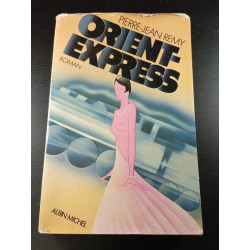 PIERRE-JEAN REMY
ORIENT-
EXPRESS
ROMAN
ALBIN MICHEL